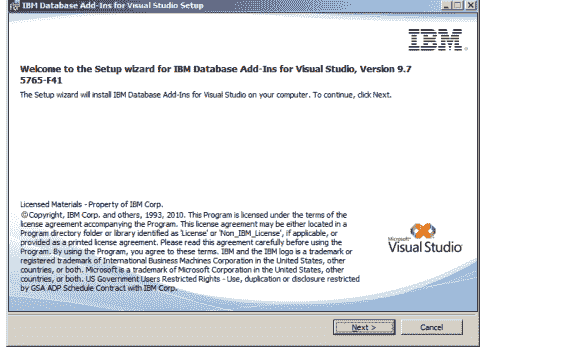 IBM Database Add-Ins for Visual Studio Setup
IBM.
Welcome to the Setup wizard for IBM Database Add-Ins for Visual Studio, Version 9.7
5765-F41
The Setup wizard will install IBM Database Add-Ins for Visual Studio on your computer. To continue, click Next.
Licensed Materials - Property of IBM Corp.
© Copyright, IBM Corp. and others, 1993, 2010. This Program is licensed under the terms of the
license agreement accompanying the Program. This license agreement may be either located in a
Program directory folder or library identified as 'License' or 'Non_IBM_License', if applicable, or
provided as a printed license agreement. Please read this agreement carefully before using the
Program. By using the Program, you agree to these terms. IBM and the IBM logo is a trademark or
registered trademark of International Business Machines Corporation in the United States, other
countries, or both. Microsoft is a trademark of Microsoft Corporation in the United States, other
countries, or both. US Government Users Restricted Rights - Use, duplication or disclosure restricted
by GSA ADP Schedule Contract with IBM Corp.
Microsoft
Visual Studio
Next >
Cancel